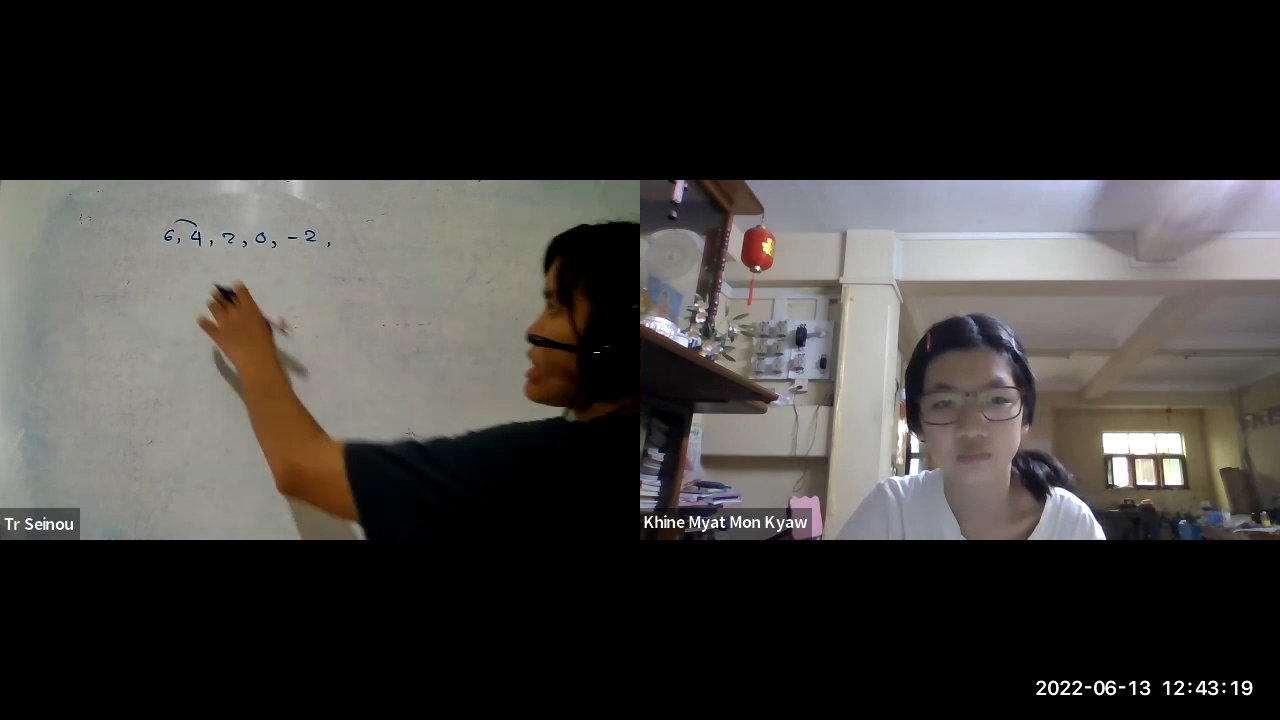 6, 4, 2, 0, -2,
Tr Seinou
Khine Myat Mon Kyaw
2022-06-13 12:43:19